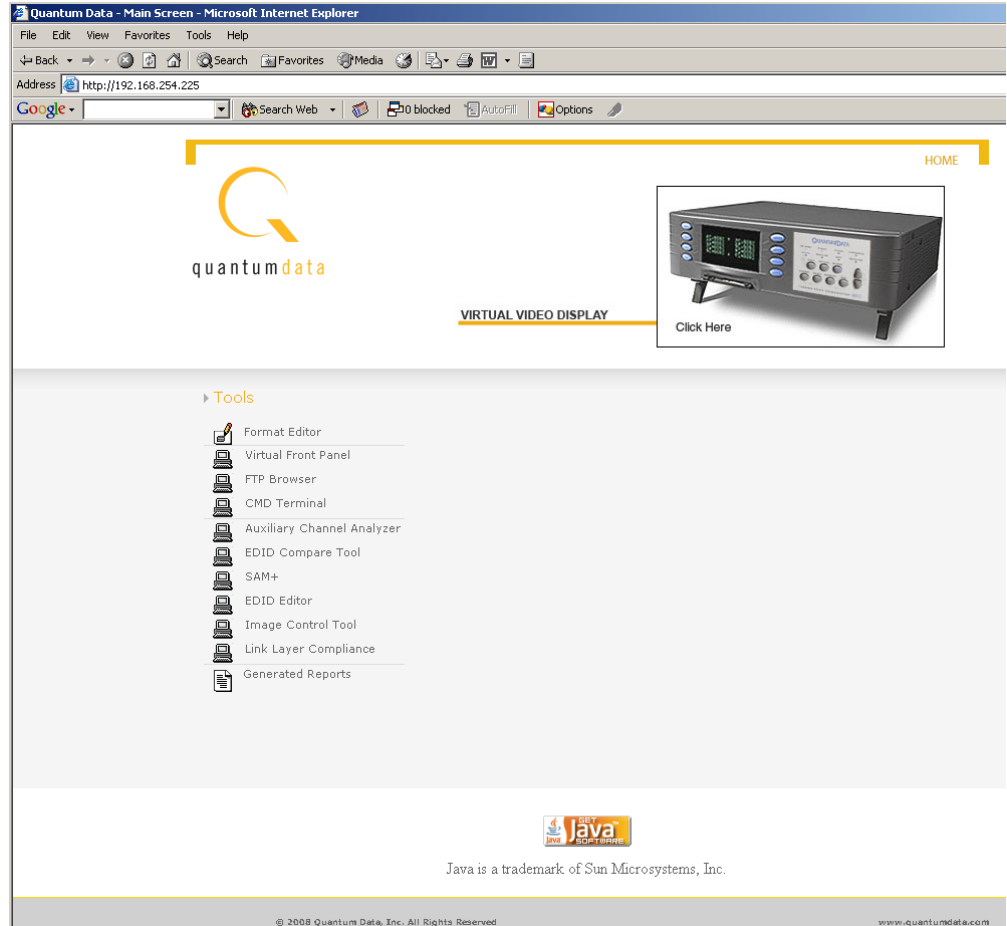 Quantum Data - Main Screen - Microsoft Internet Explorer
File Edit View Favorites Tools Help
Back Search Favorites Media
Address http://192.168.254.225
Google Search Web 0 blocked AutoFill Options
HOME
quantumdata
QUANTUMDATA
VIRTUAL VIDEO DISPLAY
Click Here
Tools
Format Editor
Virtual Front Panel
FTP Browser
CMD Terminal
Auxiliary Channel Analyzer
EDID Compare Tool
SAM+
EDID Editor
Image Control Tool
Link Layer Compliance
Generated Reports
GET
Java
SOFTWARE
Java
Java is a trademark of Sun Microsystems, Inc.
© 2008 Quantum Data, Inc. All Rights Reserved www.quantumdata.com